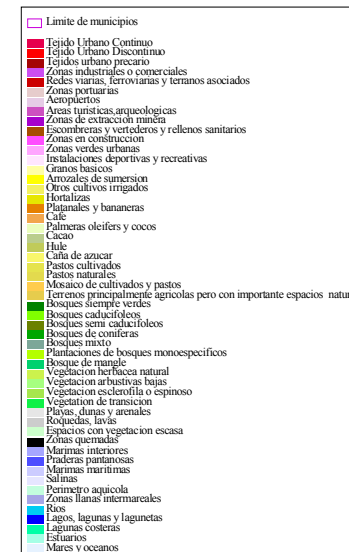 Limite de municipios
Tejido Urbano Continuo
Tejido Urbano Discontinuo
Tejidos urbano precario
Zonas industriales o comerciales
Redes viarias, ferroviarias y terranos asociados
Zonas portuarias
Aeropuertos
Areas turisticas,arqueologicas
Zonas de extracción minera
Escombreras y vertederos y rellenos sanitarios
Zonas en construccion
Zonas verdes urbanas
Instalaciones deportivas y recreativas
Granos basicos
Arrozales de sumersion
Otros cultivos irrigados
Hortalizas
Platanales y bananeras
Café
Palmeras oleifers y cocos
Cacao
Hule
Caña de azucar
Pastos cultivados
Pastos naturales
Mosaico de cultivados y pastos
Terrenos principalmente agricolas pero con importante espacios natur
Bosques siempre verdes
Bosques caducifoleos
Bosques semi caducifoleos
Bosques de coniferas
Bosques mixto
Plantaciones de bosques monoespecificos
Bosque de mangle
Vegetacion herbacea natural
Vegetacion arbustivas bajas
Vegetacion esclerofila o espinoso
Vegetation de transicion
Playas, dunas y arenales
Roquedas, lavas
Espacios con vegetacion escasa
Zonas quemadas
Marimas interiores
Praderas pantanosas
Marimas maritimas
Salinas
Perimetro aquicola
Zonas llanas intermareales
Rios
Lagos, lagunas y lagunetas
Lagunas costeras
Estuarios
Mares y oceanos